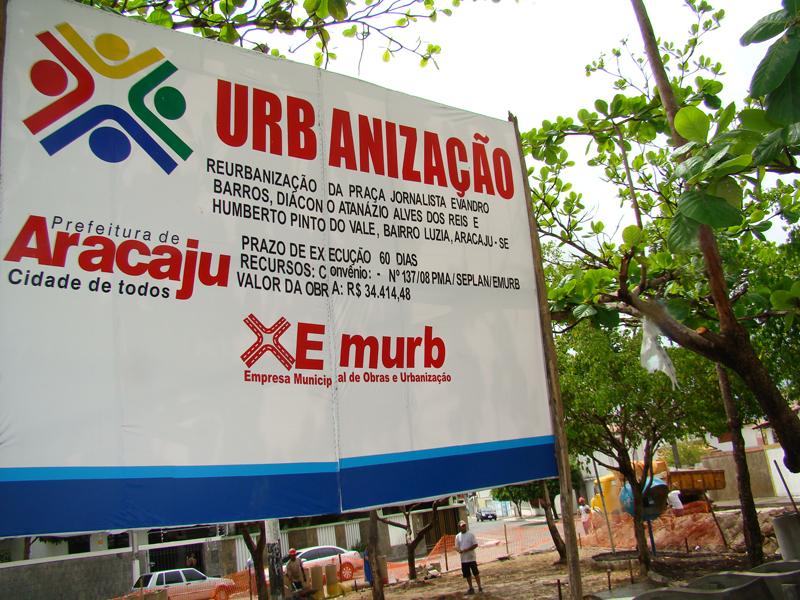 URBANIZAÇÃO
REURBANIZAÇÃO DA PRAÇA JORNALISTA EVANDRO
BARROS, DIÁCONO ATANÁZIO ALVES DOS REIS E
HUMBERTO PINTO DO VALE, BAIRRO LUZIA, ARACAJU - SE
Prefeitura de
Aracaju
Cidade de todos
PRAZO DE EXECUÇÃO 60 DIAS
RECURSOS: Convênio: - Nº 137/08 PMA/SEPLAN/EMURB
VALOR DA OBRA: R$ 34.414,48
Emurb
Empresa Municipal de Obras e Urbanização